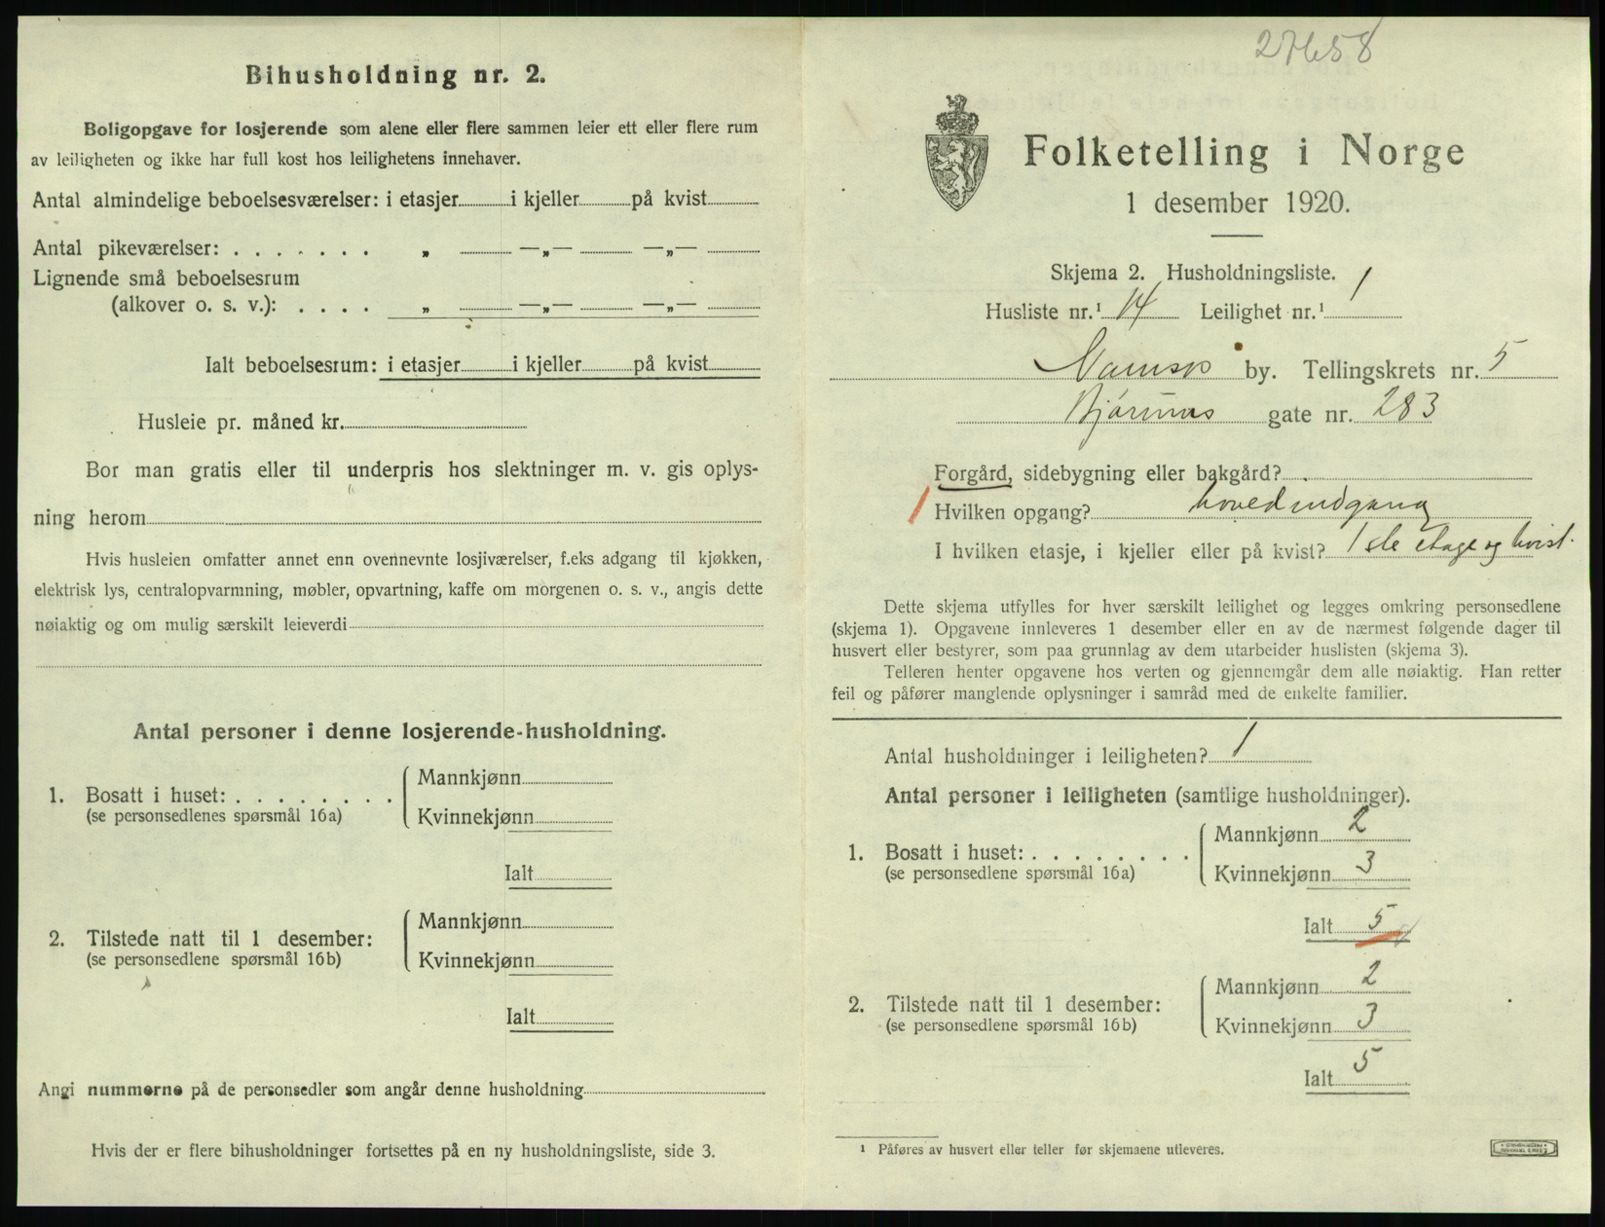 Bihusholdning nr. 2.
Boligopgave for losjerende som alene eller flere sammen leier ett eller flere rum
av leiligheten og ikke har full kost hos leilighetens innehaver.
Antal almindelige beboelsesværelser: i etasjer i kjeller på kvist
Antal pikeværelser: . . . . . . . „ —„— —„—
Lignende små beboelsesrum
(alkover o. s. v.): . . . . „ —„— —„—
Ialt beboelsesrum: i etasjer i kjeller på kvist
Husleie pr. måned kr.
Bor man gratis eller til underpris hos slektninger m. v. gis oplys-
ning herom
Hvis husleien omfatter annet enn ovennevnte losjiværelser, f.eks adgang til kjøkken,
elektrisk lys, centralopvarmning, møbler, opvartning, kaffe om morgenen o. s. v., angis dette
nøiaktig og om mulig særskilt leieverdi
Antal personer i denne losjerende-husholdning.
1. Bosatt i huset: . . . . . . . .
(se personsedlenes spørsmål 16a)
Mannkjønn
Kvinnekjønn
Ialt
2. Tilstede natt til 1 desember:
(se personsedlene spørsmål 16b)
Mannkjønn
Kvinnekjønn
Ialt
Angi nummerne på de personsedler som angår denne husholdning
Hvis der er flere bihusholdninger fortsettes på en ny husholdningsliste, side 3.
27658
Folketelling i Norge
1 desember 1920.
Skjema 2. Husholdningsliste.
Husliste nr.¹ 14 Leilighet nr.¹ 1
Namsos by. Tellingskrets nr. 5
gate nr. 283
Forgård, sidebygning eller bakgård?
1 Hvilken opgang? hovedindgang
I hvilken etasje, i kjeller eller på kvist? 1ste etage og kvist.
Dette skjema utfylles for hver særskilt leilighet og legges omkring personsedlene
(skjema 1). Opgavene innleveres 1 desember eller en av de nærmest følgende dager til
husvert eller bestyrer, som paa grunnlag av dem utarbeider huslisten (skjema 3).
Telleren henter opgavene hos verten og gjennemgår dem alle nøiaktig. Han retter
feil og påfører manglende oplysninger i samråd med de enkelte familier.
Antal husholdninger i leiligheten? 1
Antal personer i leiligheten (samtlige husholdninger).
1. Bosatt i huset: . . . . . . . .
(se personsedlene spørsmål 16a)
Mannkjønn 2
Kvinnekjønn 3
Ialt 5
2. Tilstede natt til 1 desember:
(se personsedlene spørsmål 16b)
Mannkjønn 2
Kvinnekjønn 3
Ialt 5
¹ Påføres av husvert eller teller før skjemaene utleveres.